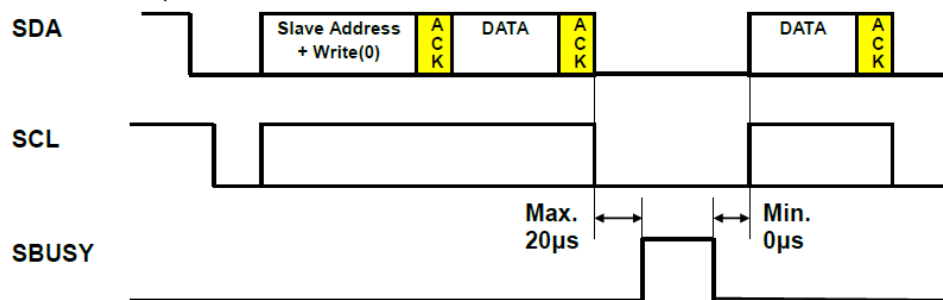 SDA
Slave Address
+ Write(0)
A
C
K
DATA
A
C
K
DATA
A
C
K
SCL
Max.
20µs
Min.
0µs
SBUSY